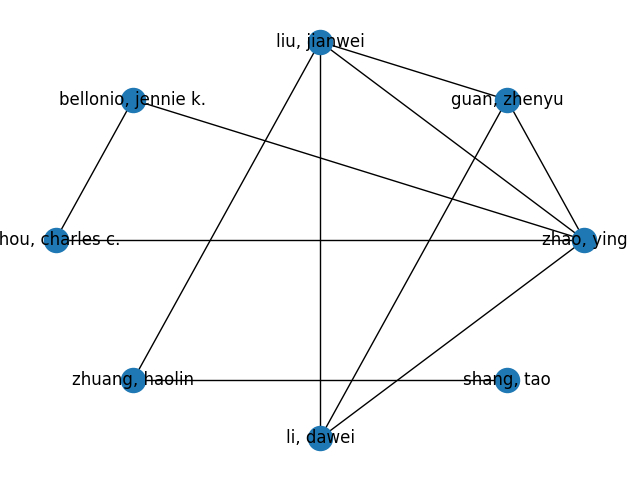 liu, jianwei
bellonio, jennie k.
guan, zhenyu
hou, charles c.
zhao, ying
zhuang, haolin
shang, tao
li, dawei